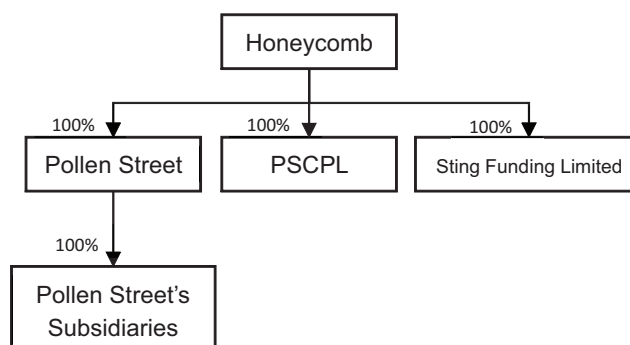 Honeycomb
100%
100%
100%
Pollen Street
PSCPL
Sting Funding Limited
100%
Pollen Street's
Subsidiaries